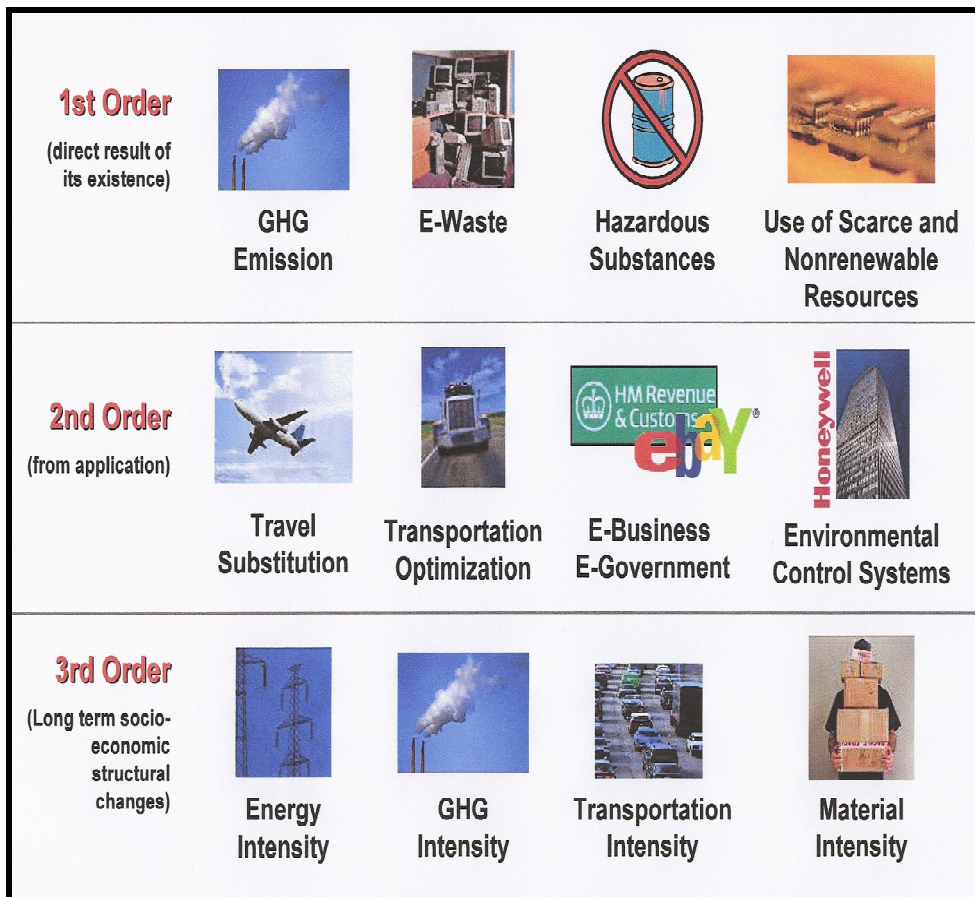 1st Order
(direct result of
its existence)
GHG
Emission
E-Waste
Hazardous
Substances
Use of Scarce and
Nonrenewable
Resources
2nd Order
(from application)
HM Revenue
& Customs
ebaY®
Honeywell
Travel
Substitution
Transportation
Optimization
E-Business
E-Government
Environmental
Control Systems
3rd Order
(Long term socio-
economic
structural
changes)
Energy
Intensity
GHG
Intensity
Transportation
Intensity
Material
Intensity